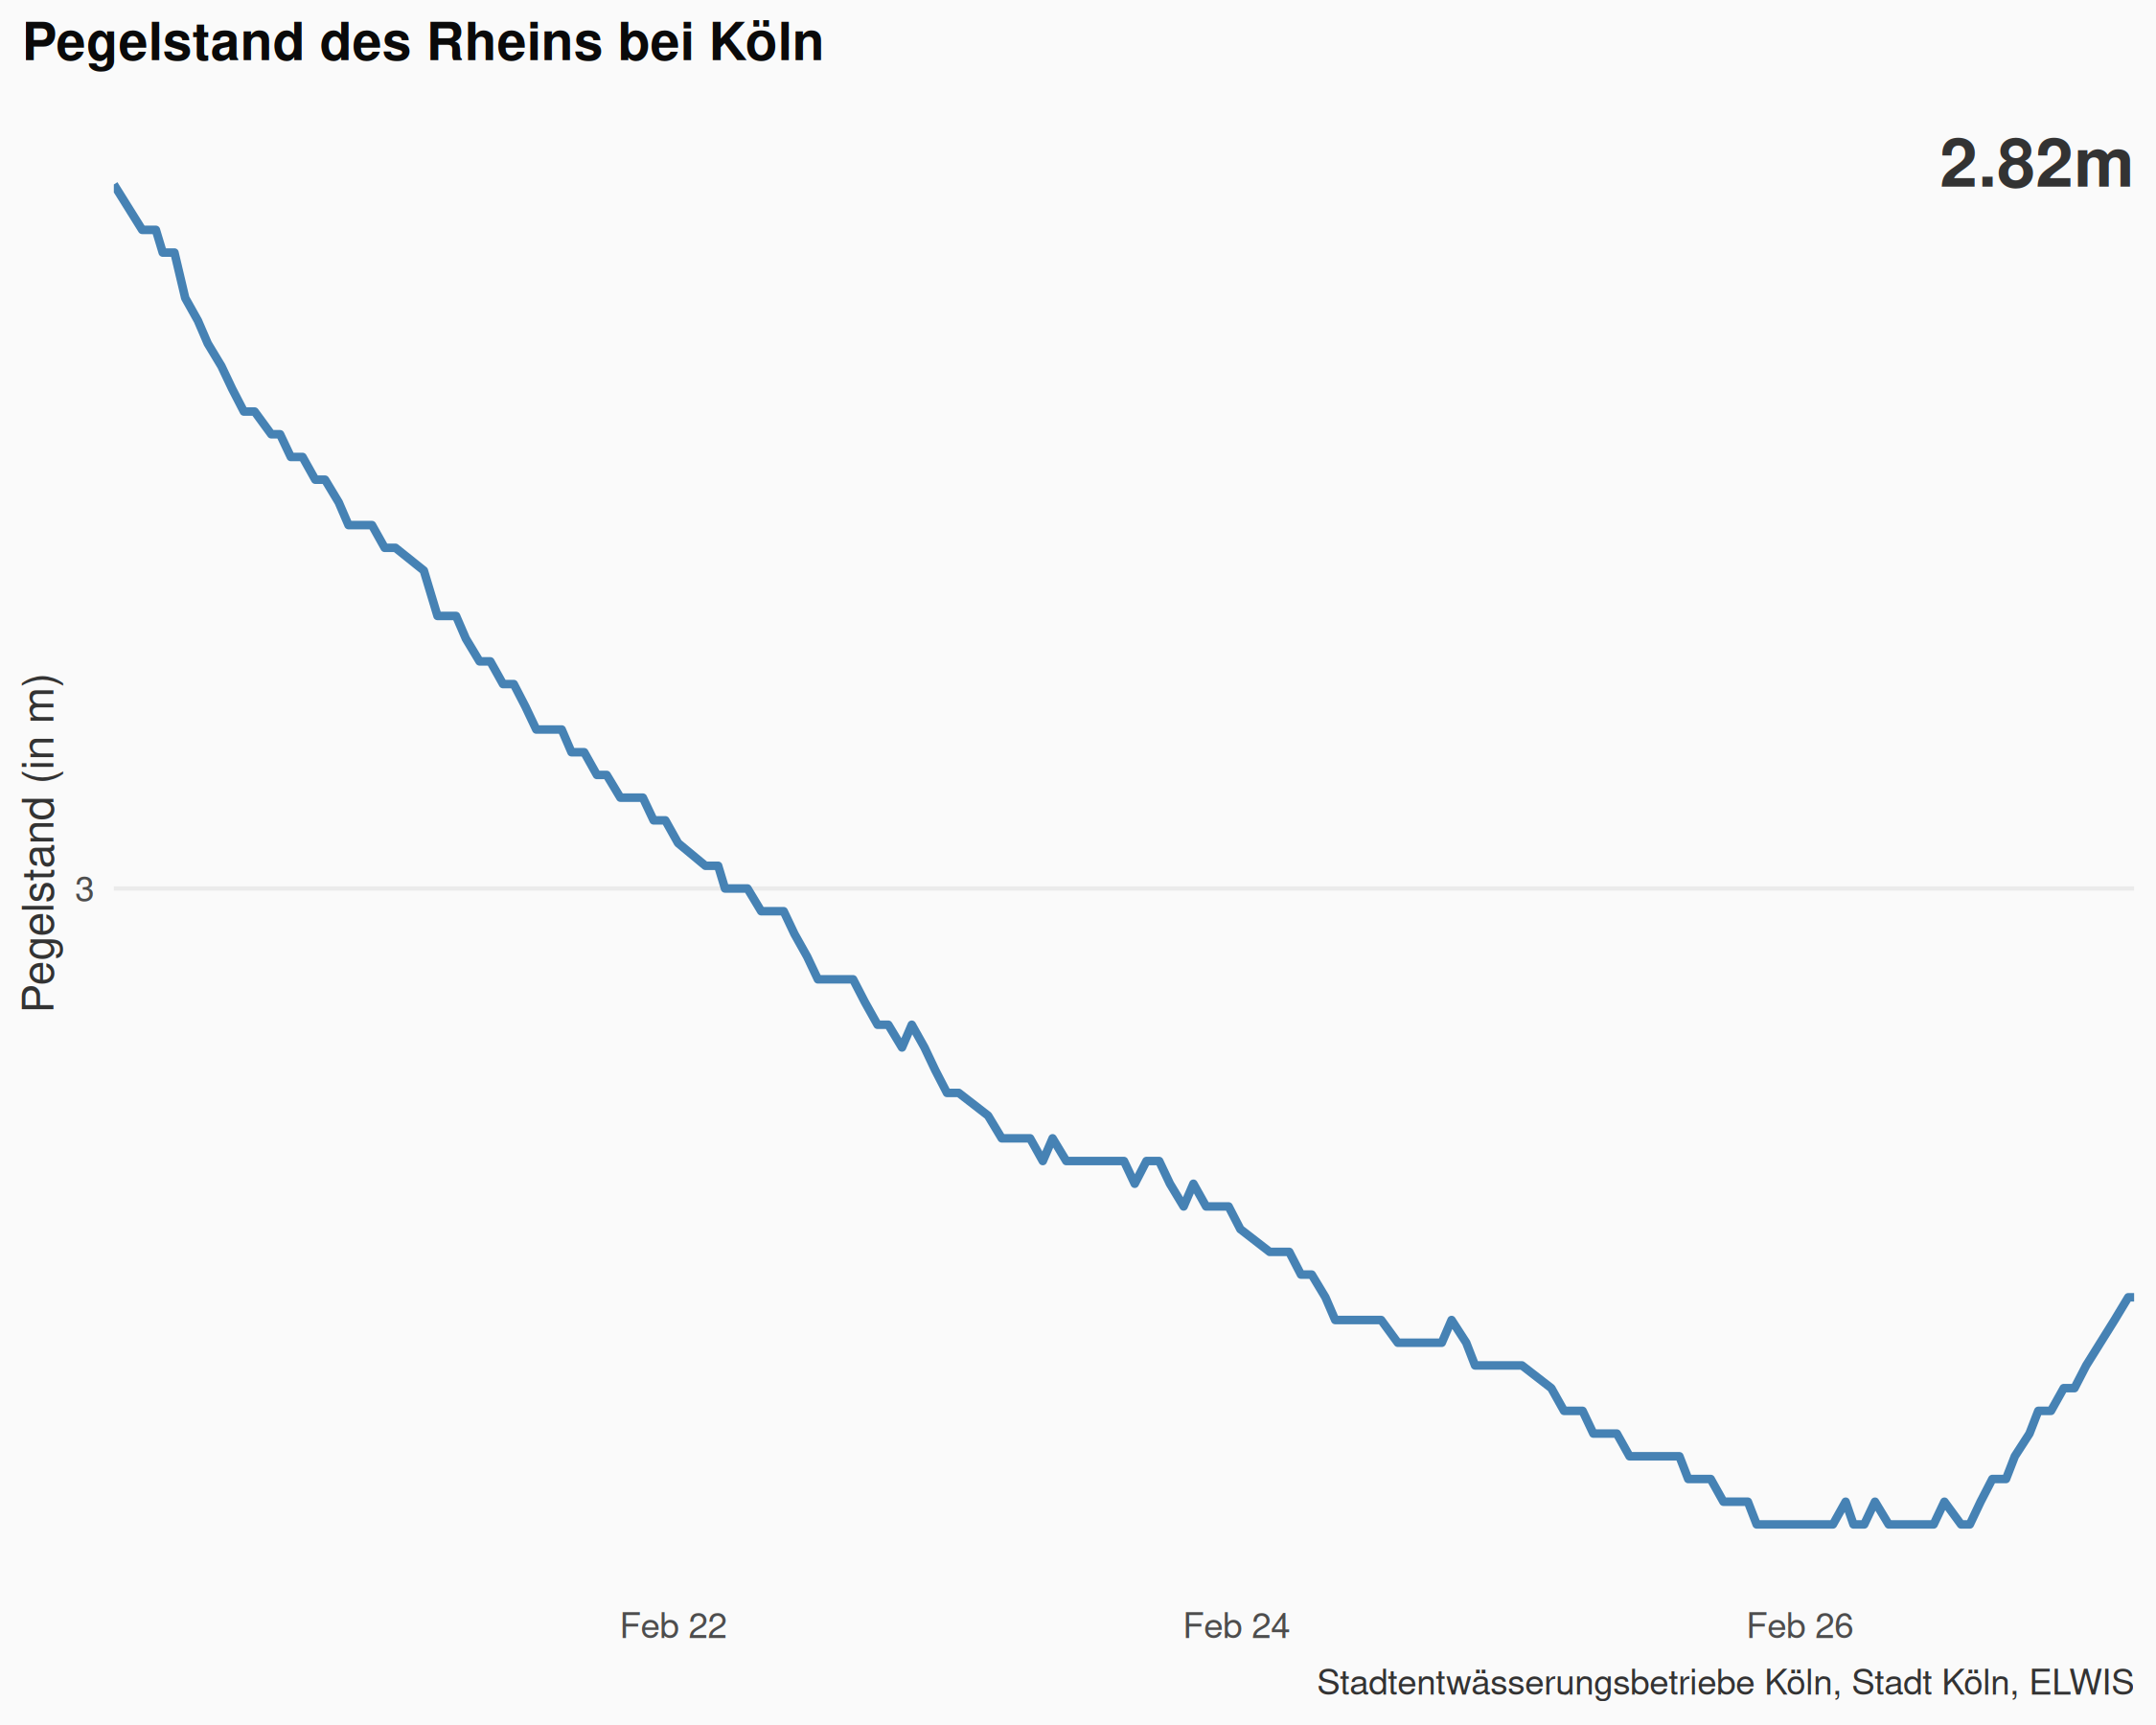 Pegelstand des Rheins bei Köln
2.82m
Pegelstand (in m)
3
Feb 22 Feb 24 Feb 26
Stadtentwässerungsbetriebe Köln, Stadt Köln, ELWIS